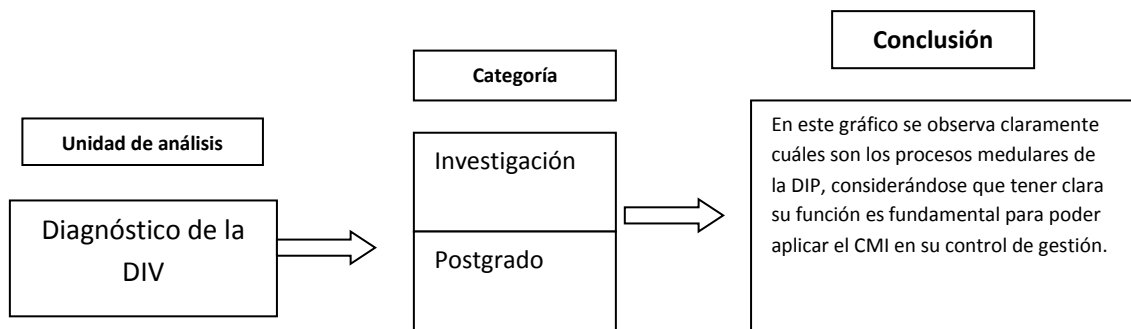 Unidad de análisis
Diagnóstico de la
DIV
Categoría
Investigación
Postgrado
Conclusión
En este gráfico se observa claramente
cuáles son los procesos medulares de
la DIP, considerándose que tener clara
su función es fundamental para poder
aplicar el CMI en su control de gestión.